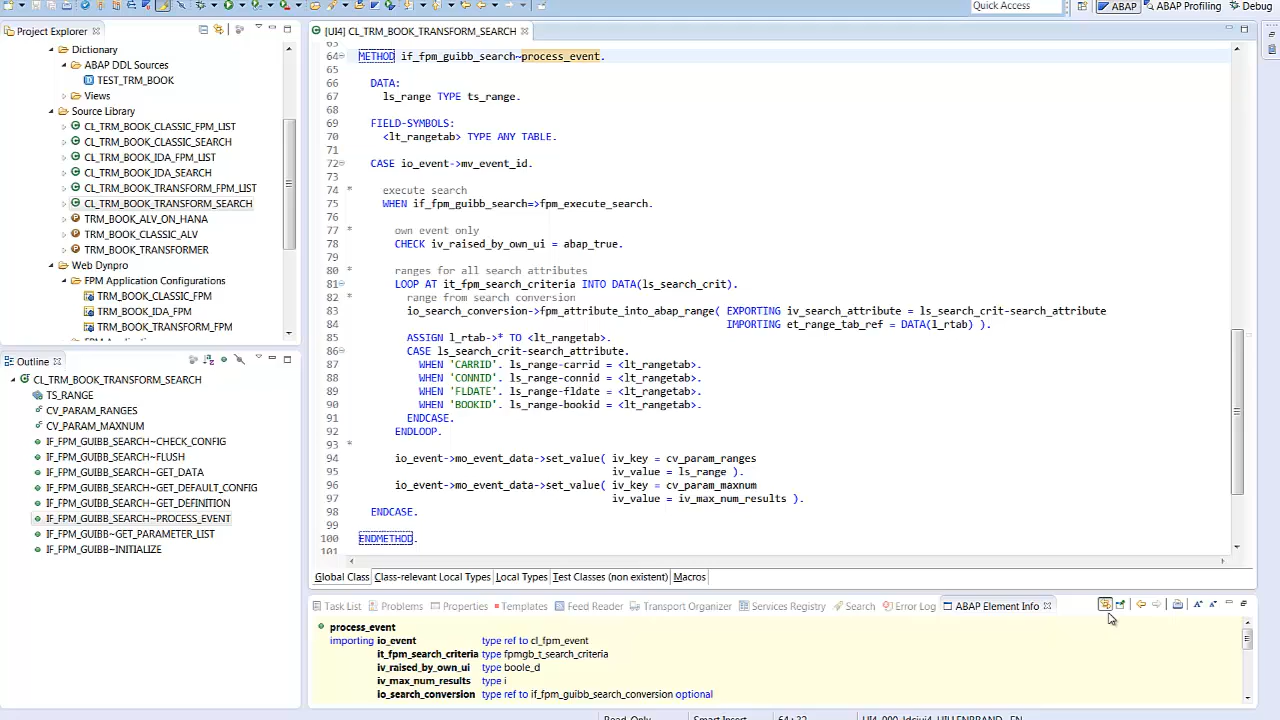 Quick Access
ABAP
ABAP Profiling
Debug
Project Explorer
Dictionary
ABAP DDL Sources
TEST_TRM_BOOK
Views
Source Library
CL_TRM_BOOK_CLASSIC_FPM_LIST
CL_TRM_BOOK_CLASSIC_SEARCH
CL_TRM_BOOK_IDA_FPM_LIST
CL_TRM_BOOK_IDA_SEARCH
CL_TRM_BOOK_TRANSFORM_FPM_LIST
CL_TRM_BOOK_TRANSFORM_SEARCH
TRM_BOOK_ALV_ON_HANA
TRM_BOOK_CLASSIC_ALV
TRM_BOOK_TRANSFORMER
Web Dynpro
FPM Application Configurations
TRM_BOOK_CLASSIC_FPM
TRM_BOOK_IDA_FPM
TRM_BOOK_TRANSFORM_FPM
Outline
CL_TRM_BOOK_TRANSFORM_SEARCH
TS_RANGE
CV_PARAM_RANGES
CV_PARAM_MAXNUM
IF_FPM_GUIBB_SEARCH~CHECK_CONFIG
IF_FPM_GUIBB_SEARCH~FLUSH
IF_FPM_GUIBB_SEARCH~GET_DATA
IF_FPM_GUIBB_SEARCH~GET_DEFAULT_CONFIG
IF_FPM_GUIBB_SEARCH~GET_DEFINITION
IF_FPM_GUIBB_SEARCH~PROCESS_EVENT
IF_FPM_GUIBB~GET_PARAMETER_LIST
IF_FPM_GUIBB~INITIALIZE
[UI4] CL_TRM_BOOK_TRANSFORM_SEARCH
63
64 METHOD if_fpm_guibb_search~process_event.
65
66 DATA:
67 ls_range TYPE ts_range.
68
69 FIELD-SYMBOLS:
70 <lt_rangetab> TYPE ANY TABLE.
71
72 CASE io_event->mv_event_id.
73
74 * execute search
75 WHEN if_fpm_guibb_search=>fpm_execute_search.
76
77 * own event only
78 CHECK iv_raised_by_own_ui = abap_true.
79
80 * ranges for all search attributes
81 LOOP AT it_fpm_search_criteria INTO DATA(ls_search_crit).
82 * range from search conversion
83 io_search_conversion->fpm_attribute_into_abap_range( EXPORTING iv_search_attribute = ls_search_crit-search_attribute
84 IMPORTING et_range_tab_ref = DATA(l_rtab) ).
85 ASSIGN l_rtab->* TO <lt_rangetab>.
86 CASE ls_search_crit-search_attribute.
87 WHEN 'CARRID'. ls_range-carrid = <lt_rangetab>.
88 WHEN 'CONNID'. ls_range-connid = <lt_rangetab>.
89 WHEN 'FLDATE'. ls_range-fldate = <lt_rangetab>.
90 WHEN 'BOOKID'. ls_range-bookid = <lt_rangetab>.
91 ENDCASE.
92 ENDLOOP.
93 *
94 io_event->mo_event_data->set_value( iv_key = cv_param_ranges
95 iv_value = ls_range ).
96 io_event->mo_event_data->set_value( iv_key = cv_param_maxnum
97 iv_value = iv_max_num_results ).
98 ENDCASE.
99
100 ENDMETHOD.
101
Global Class Class-relevant Local Types Local Types Test Classes (non existent) Macros
Task List Problems Properties Templates Feed Reader Transport Organizer Services Registry Search Error Log ABAP Element Info
process_event
importing io_event type ref to cl_fpm_event
it_fpm_search_criteria type fpmgb_t_search_criteria
iv_raised_by_own_ui type boole_d
iv_max_num_results type i
io_search_conversion type ref to if_fpm_guibb_search_conversion optional